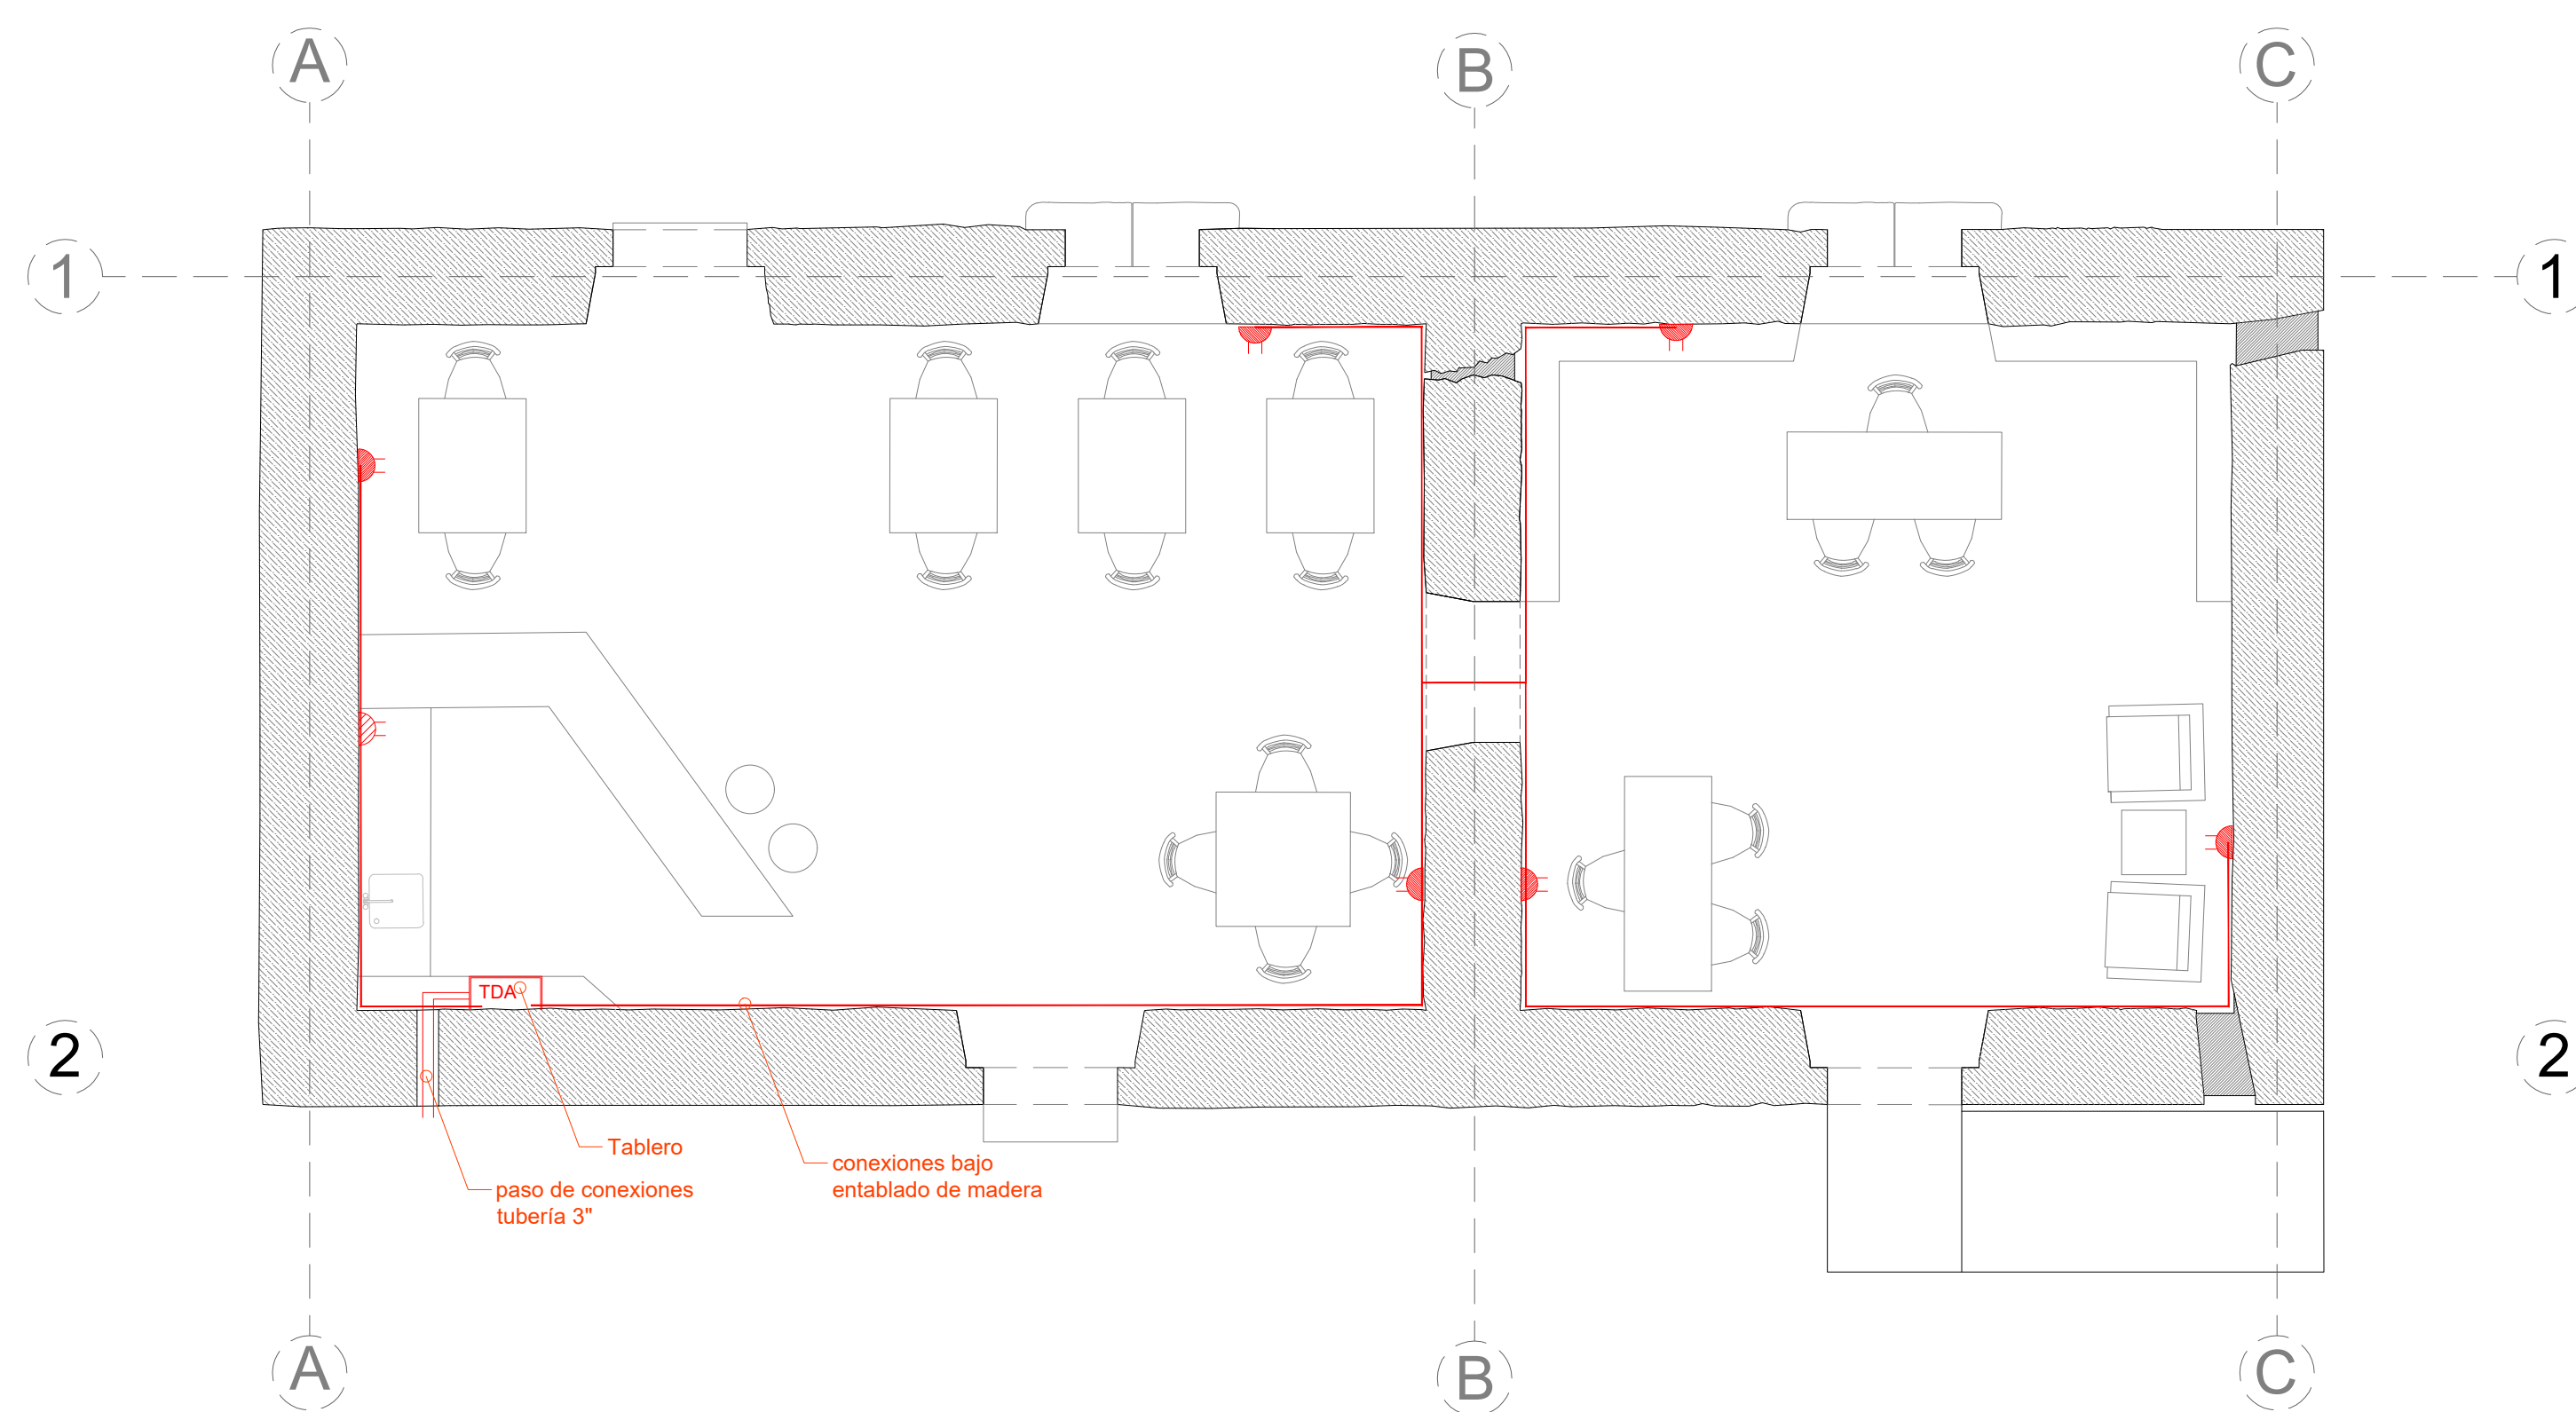 A
B
C
1
1
TDA
2
2
Tablero
conexiones bajo
entablado de madera
paso de conexiones
tubería 3"
A
B
C